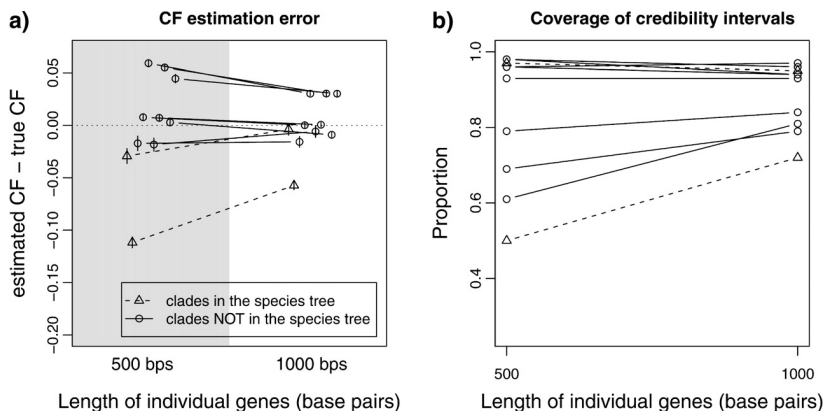 a)
CF estimation error
estimated CF − true CF
0.05
0.00
−0.05
−0.10
−0.15
−0.20
clades in the species tree
clades NOT in the species tree
500 bps
1000 bps
Length of individual genes (base pairs)
b)
Coverage of credibility intervals
Proportion
1.0
0.8
0.6
0.4
500
1000
Length of individual genes (base pairs)